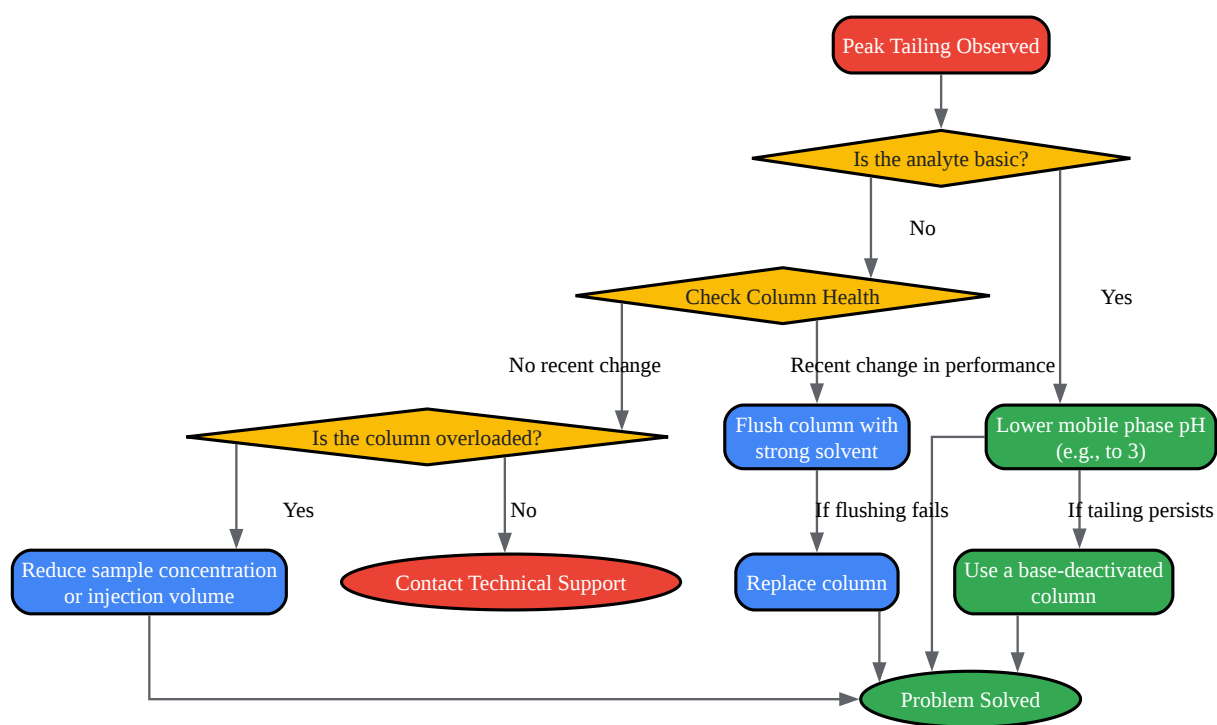 Peak Tailing Observed
Is the analyte basic?
No
Check Column Health
Yes
No recent change
Recent change in performance
Is the column overloaded?
Flush column with
strong solvent
Lower mobile phase pH
(e.g., to 3)
Yes
No
If flushing fails
If tailing persists
Reduce sample concentration
or injection volume
Contact Technical Support
Replace column
Use a base-deactivated
column
Problem Solved